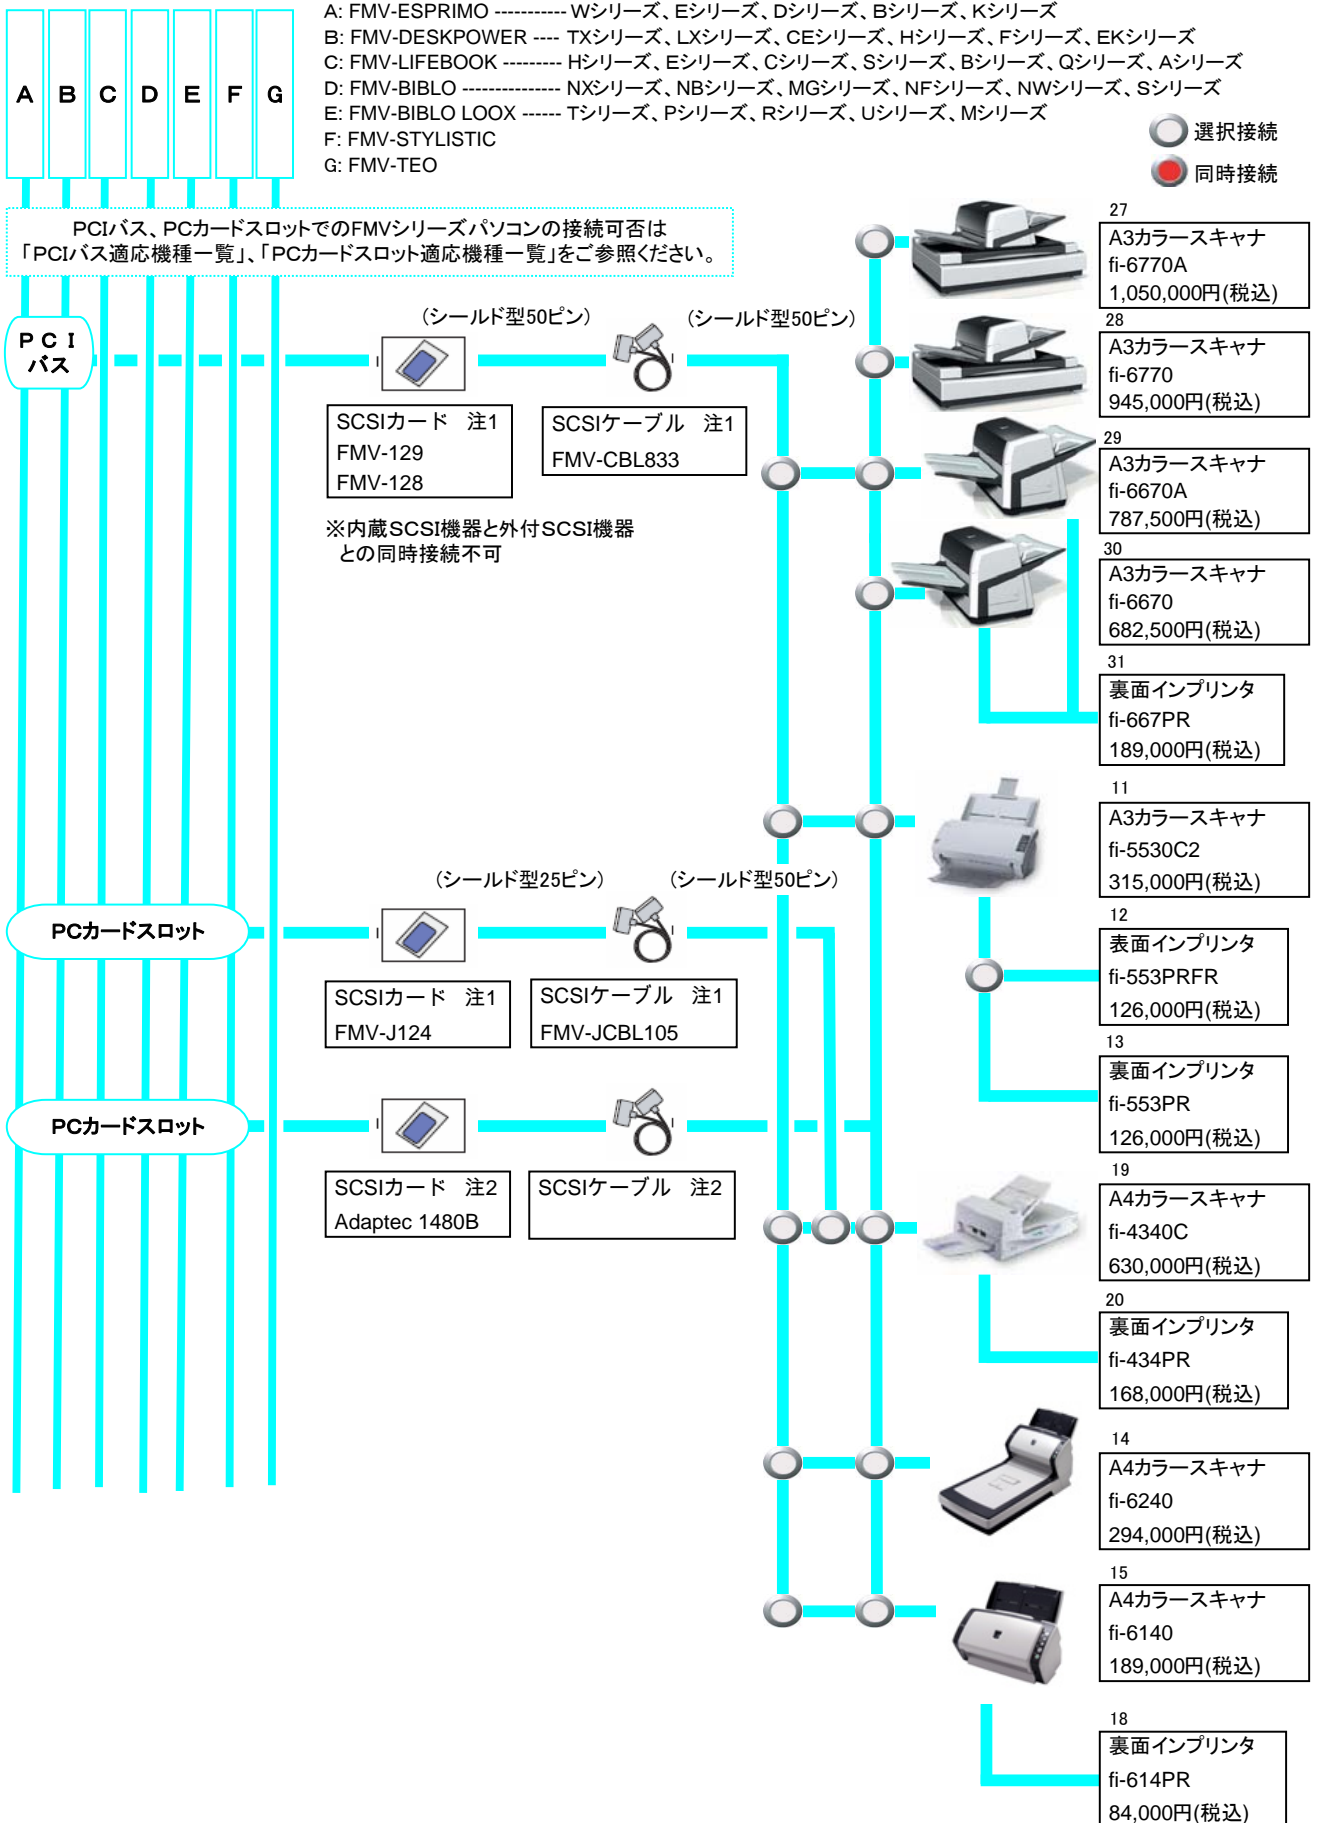 A: FMV-ESPRIMO ----------- Wシリーズ、Eシリーズ、Dシリーズ、Bシリーズ、Kシリーズ
B: FMV-DESKPOWER ---- TXシリーズ、LXシリーズ、CEシリーズ、Hシリーズ、Fシリーズ、EKシリーズ
C: FMV-LIFEBOOK --------- Hシリーズ、Eシリーズ、Cシリーズ、Sシリーズ、Bシリーズ、Qシリーズ、Aシリーズ
D: FMV-BIBLO --------------- NXシリーズ、NBシリーズ、MGシリーズ、NFシリーズ、NWシリーズ、Sシリーズ
E: FMV-BIBLO LOOX ------ Tシリーズ、Pシリーズ、Rシリーズ、Uシリーズ、Mシリーズ
F: FMV-STYLISTIC
G: FMV-TEO
A B C D E F G
選択接続
同時接続
PCIバス、PCカードスロットでのFMVシリーズパソコンの接続可否は
「PCIバス適応機種一覧」、「PCカードスロット適応機種一覧」をご参照ください。
27
A3カラースキャナ
fi-6770A
1,050,000円(税込)
PCI
バス
(シールド型50ピン)
(シールド型50ピン)
28
A3カラースキャナ
fi-6770
945,000円(税込)
SCSIカード 注1
FMV-129
FMV-128
SCSIケーブル 注1
FMV-CBL833
※内蔵SCSI機器と外付SCSI機器
との同時接続不可
29
A3カラースキャナ
fi-6670A
787,500円(税込)
30
A3カラースキャナ
fi-6670
682,500円(税込)
31
裏面インプリンタ
fi-667PR
189,000円(税込)
11
A3カラースキャナ
fi-5530C2
315,000円(税込)
(シールド型25ピン)
(シールド型50ピン)
PCカードスロット
SCSIカード 注1
FMV-J124
SCSIケーブル 注1
FMV-JCBL105
12
表面インプリンタ
fi-553PRFR
126,000円(税込)
13
裏面インプリンタ
fi-553PR
126,000円(税込)
PCカードスロット
SCSIカード 注2
Adaptec 1480B
SCSIケーブル 注2
19
A4カラースキャナ
fi-4340C
630,000円(税込)
20
裏面インプリンタ
fi-434PR
168,000円(税込)
14
A4カラースキャナ
fi-6240
294,000円(税込)
15
A4カラースキャナ
fi-6140
189,000円(税込)
18
裏面インプリンタ
fi-614PR
84,000円(税込)